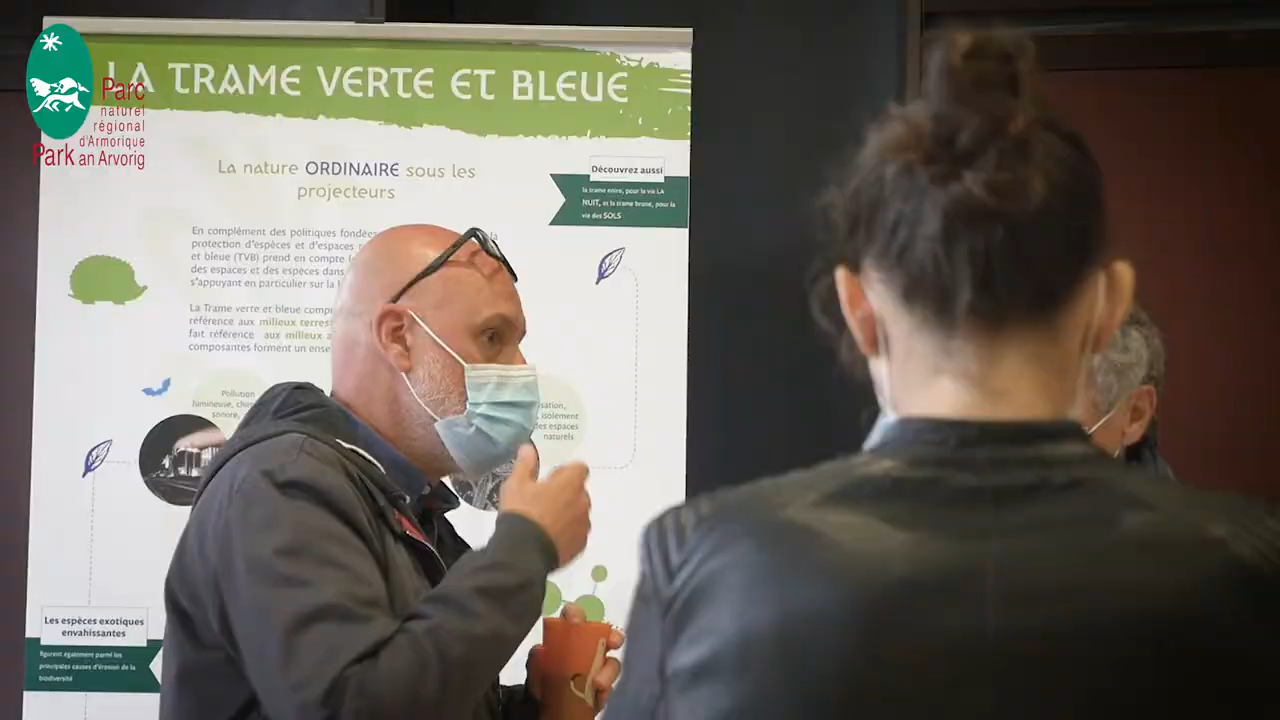 Parc
naturel
régional
d'Armorique
Park an Arvorig
LA TRAME VERTE ET BLEUE
La nature ORDINAIRE sous les
projecteurs
Découvrez aussi
la trame noire, pour la vie LA
NUIT, et la trame brune, pour la
vie des SOLS
En complément des politiques fondées
protection d'espèces et d'espaces
et bleue (TVB) prend en compte
des espaces et des espèces dans
s'appuyant en particulier sur la
La Trame verte et bleue
référence aux milieux
fait référence aux milieux
composantes forment un
Pollution
sonore,
isolement
des espaces
naturels
Les espèces exotiques
envahissantes
figurent également parmi les
principales causes d'érosion de la
biodiversité